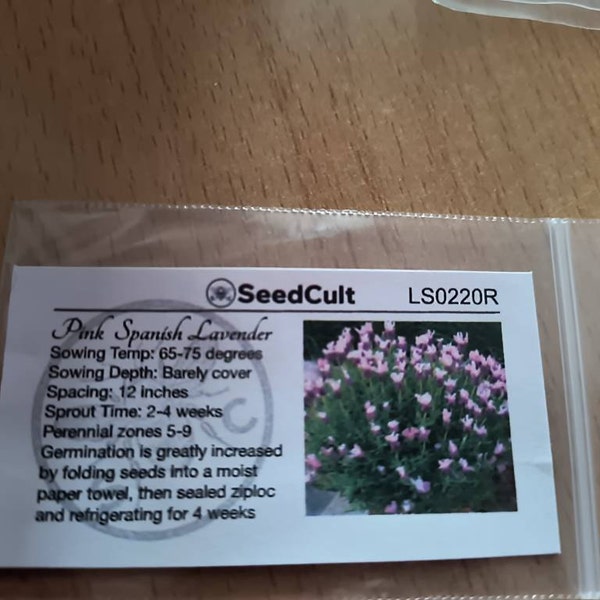 SeedCult LS0220R
Pink Spanish Lavender
Sowing Temp: 65-75 degrees
Sowing Depth: Barely cover
Spacing: 12 inches
Sprout Time: 2-4 weeks
Perennial zones 5-9
Germination is greatly increased
by folding seeds into a moist
paper towel, then sealed ziploc
and refrigerating for 4 weeks